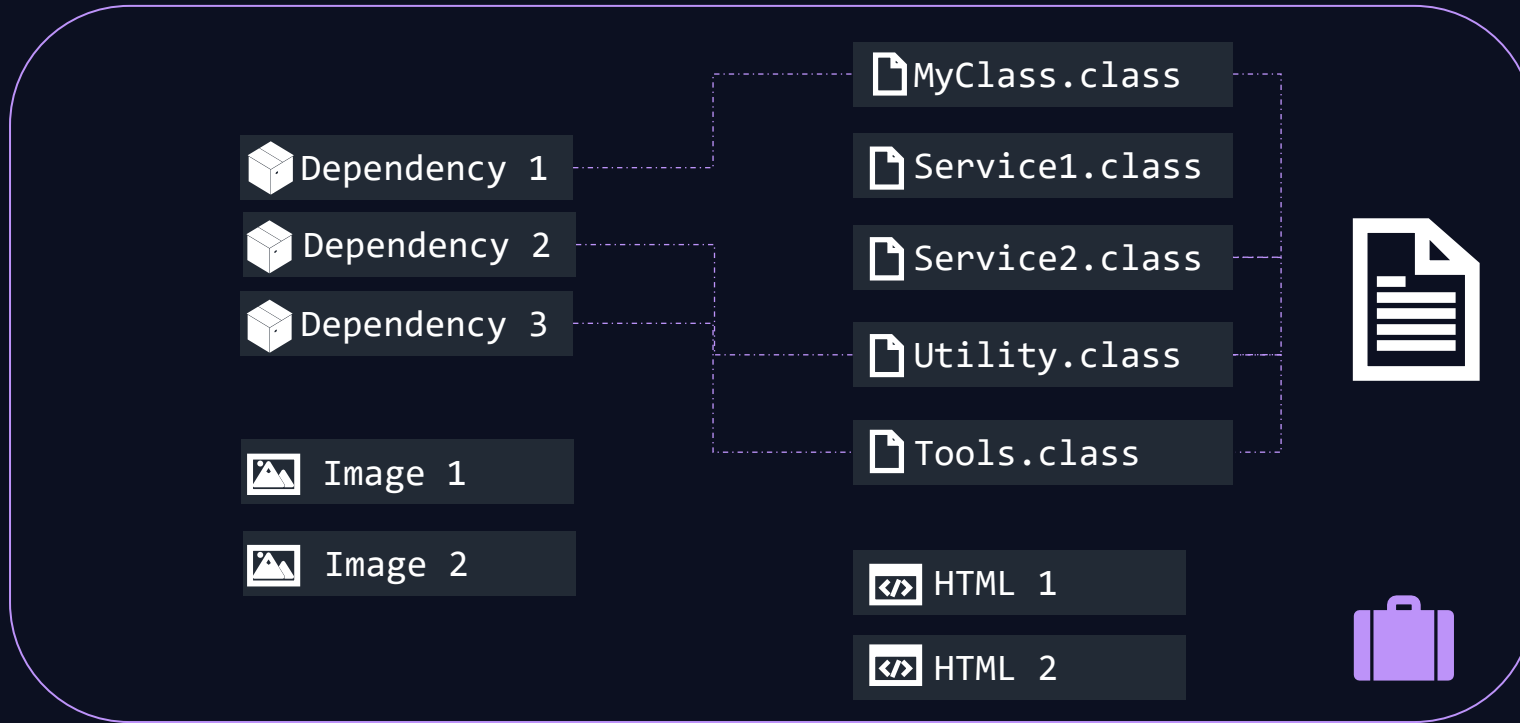 Dependency 1
Dependency 2
Dependency 3
Image 1
Image 2
MyClass.class
Service1.class
Service2.class
Utility.class
Tools.class
HTML 1
HTML 2